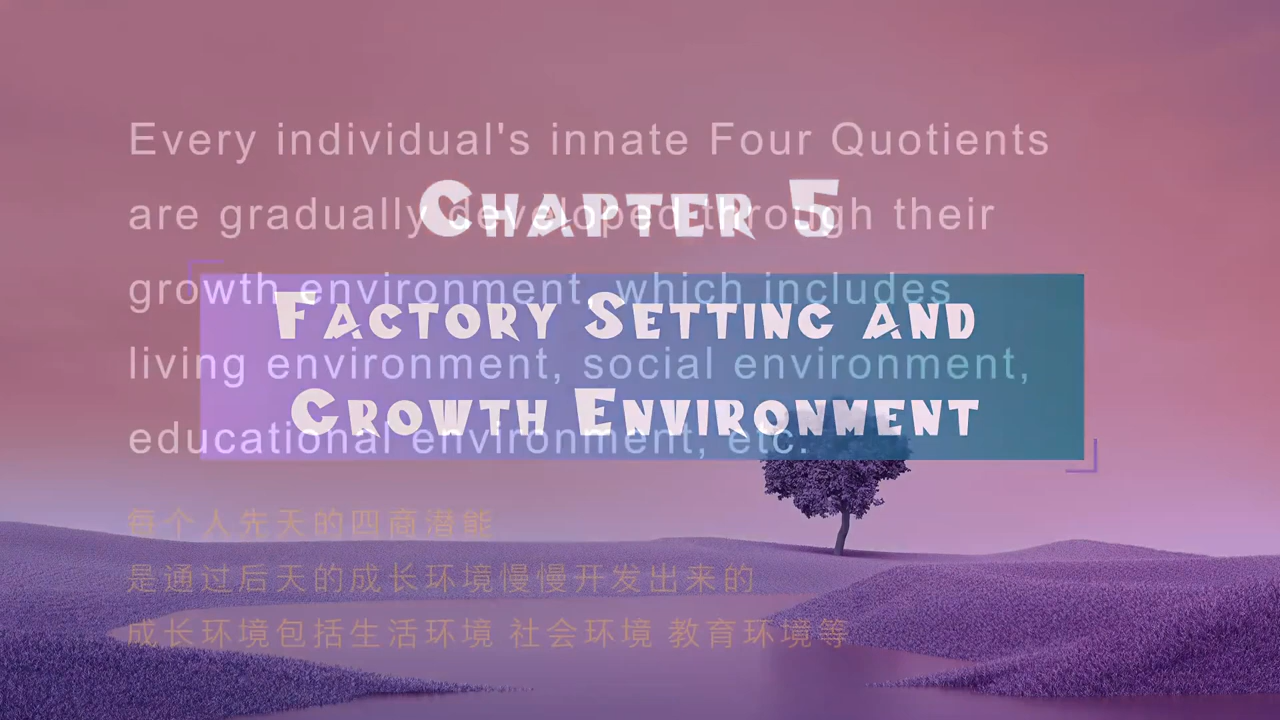 Every individual's innate Four Quotients
CHAPTER 5
are gradually developed through their
growth environment, which includes
FACTORY SETTING AND
living environment, social environment,
GROWTH ENVIRONMENT
educational environment, etc.
每个人先天的四商潜能
是通过后天的成长环境慢慢开发出来的
成长环境包括生活环境 社会环境 教育环境等